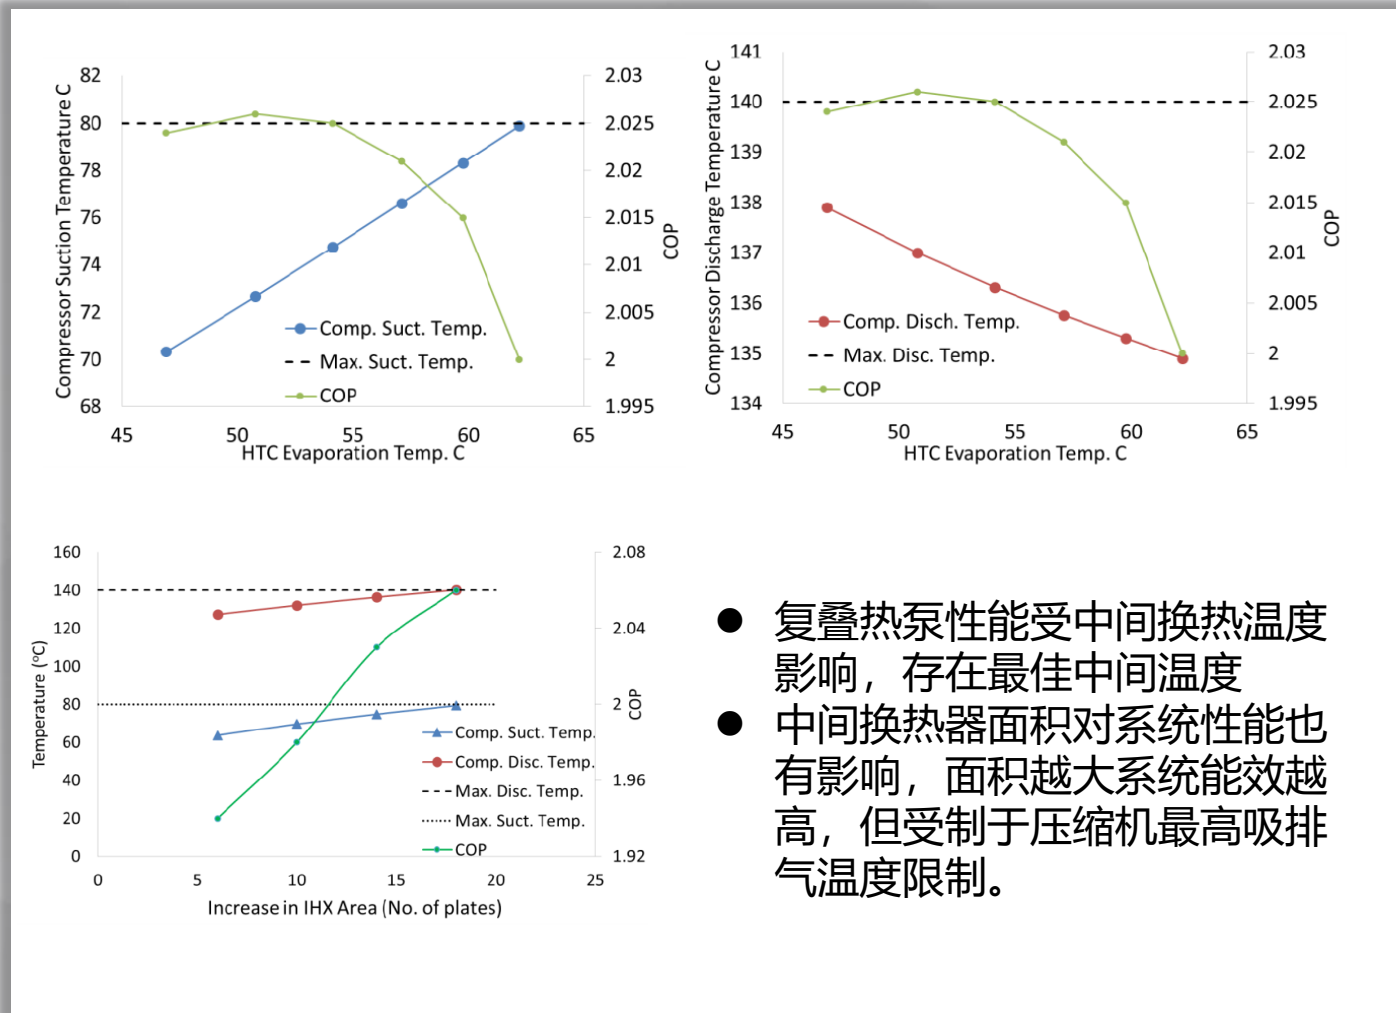 82
80
78
76
74
72
70
68
Compressor Suction Temperature C
2.03
2.025
2.02
2.015
2.01
2.005
2
1.995
COP
Comp. Suct. Temp.
Max. Suct. Temp.
COP
45 50 55 60 65
HTC Evaporation Temp. C
141
140
139
138
137
136
135
134
Compressor Discharge Temperature C
2.03
2.025
2.02
2.015
2.01
2.005
2
1.995
COP
Comp. Disch. Temp.
Max. Disc. Temp.
COP
45 50 55 60 65
HTC Evaporation Temp. C
160
140
120
100
80
60
40
20
0
Temperature (°C)
2.08
2.04
2
1.96
1.92
COP
Comp. Suct. Temp.
Comp. Disc. Temp.
Max. Disc. Temp.
Max. Suct. Temp.
COP
0 5 10 15 20 25
Increase in IHX Area (No. of plates)
● 复叠热泵性能受中间换热温度
影响，存在最佳中间温度
● 中间换热器面积对系统性能也
有影响，面积越大系统能效越
高，但受制于压缩机最高吸排
气温度限制。